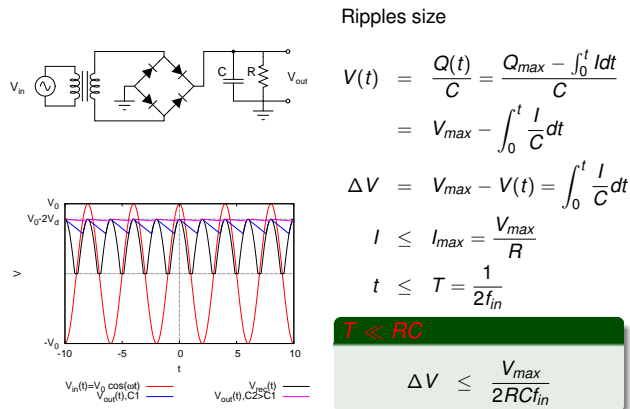 Ripples size
V_in
C
R
V_out
V(t) = Q(t)/C = (Q_max − ∫_0^t Idt)/C
= V_max − ∫_0^t (I/C) dt
ΔV = V_max − V(t) = ∫_0^t (I/C) dt
I ≤ I_max = V_max/R
t ≤ T = 1/(2f_in)
T ≪ RC
ΔV ≤ V_max/(2RCf_in)
V_0
V_0-2V_d
V
-V_0
-10 -5 0 5 10
t
V_in(t)=V_0 cos(ωt)
V_out(t),C1
V_rec(t)
V_out(t),C2>C1